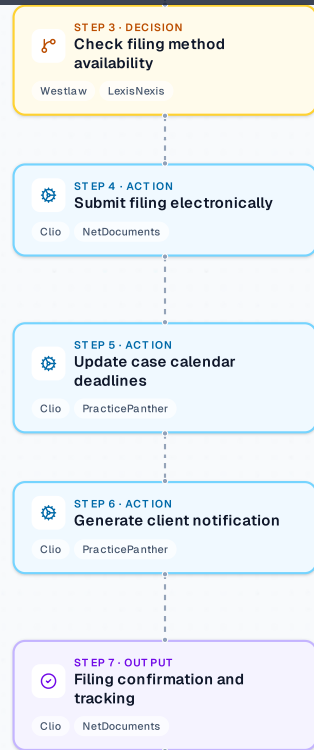 STEP 3 · DECISION
Check filing method
availability
Westlaw LexisNexis
STEP 4 · ACTION
Submit filing electronically
Clio NetDocuments
STEP 5 · ACTION
Update case calendar
deadlines
Clio PracticePanther
STEP 6 · ACTION
Generate client notification
Clio PracticePanther
STEP 7 · OUTPUT
Filing confirmation and
tracking
Clio NetDocuments